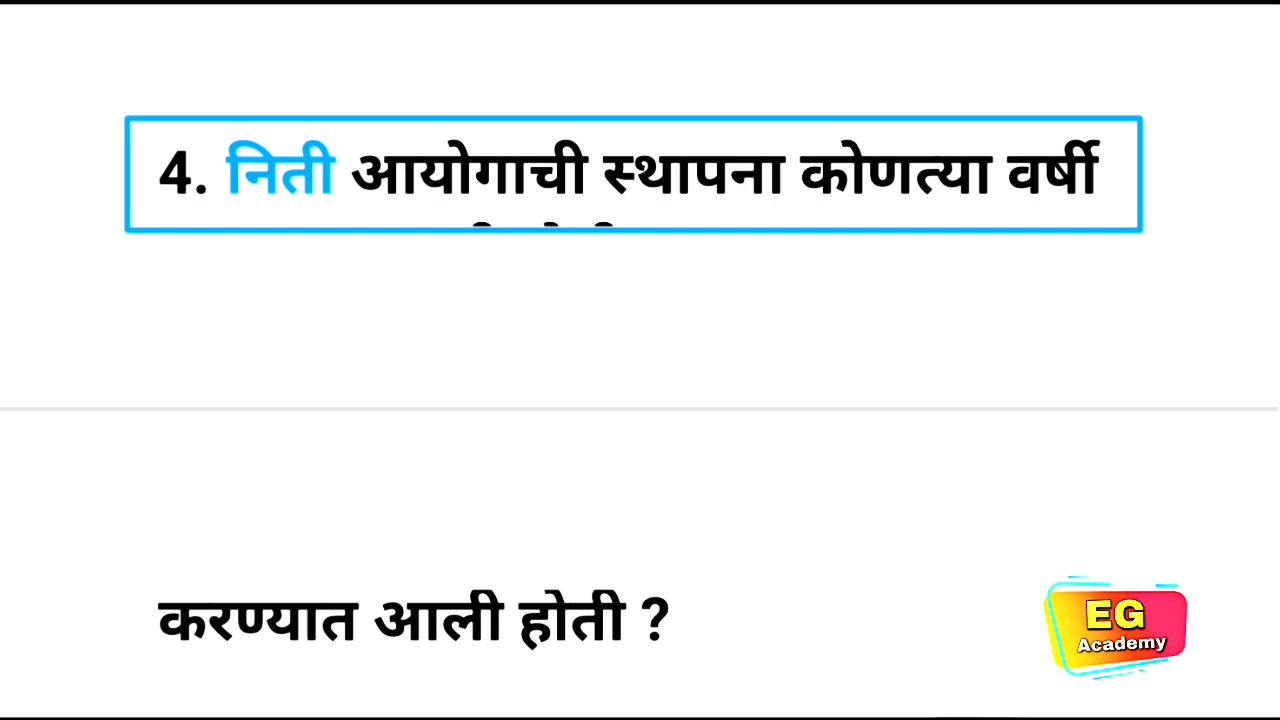 4. निती आयोगाची स्थापना कोणत्या वर्षी
करण्यात आली होती ?
EG
Academy